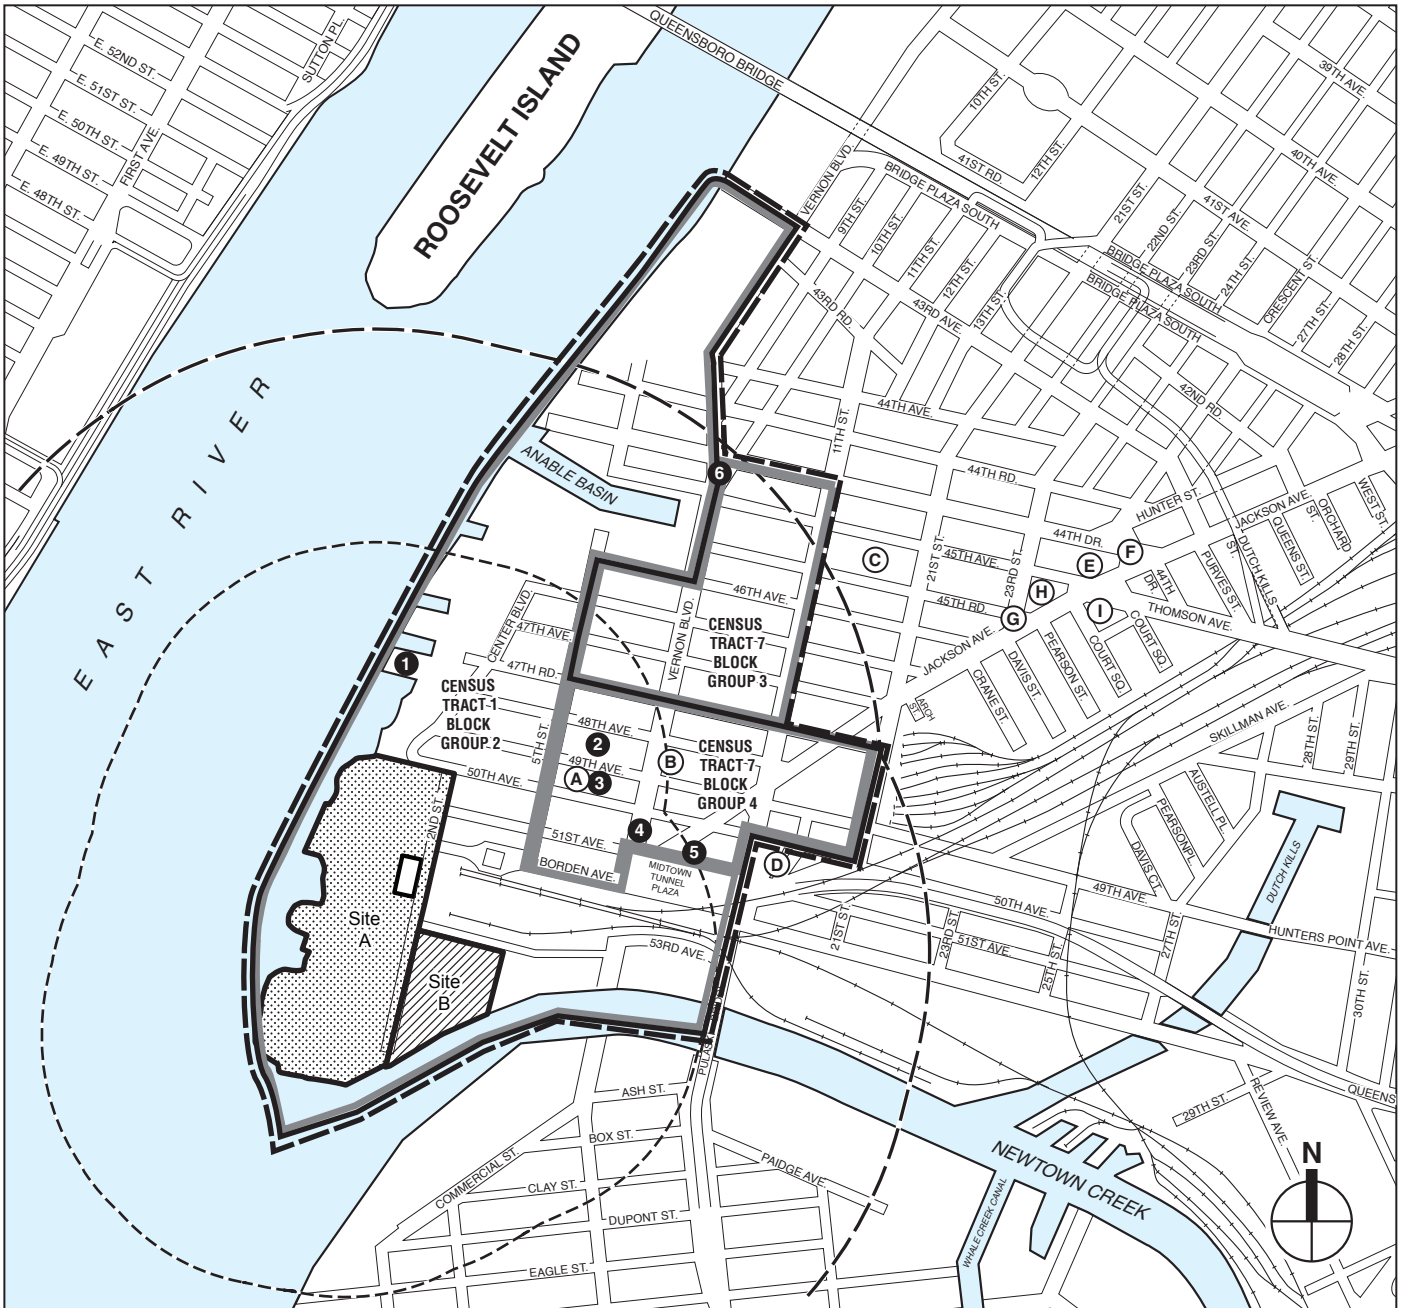 E. 52ND ST.
E. 51ST ST.
E. 50TH ST.
E. 49TH ST.
E. 48TH ST.
FIRST AVE.
SUTTON PL.
ROOSEVELT ISLAND
QUEENSBORO BRIDGE
EAST RIVER
VERNON BLVD.
10TH ST.
41ST RD.
12TH ST.
39TH AVE.
40TH AVE.
41ST AVE.
BRIDGE PLAZA SOUTH
9TH ST.
10TH ST.
11TH ST.
12TH ST.
13TH ST.
21ST ST.
22ND ST.
23RD ST.
24TH ST.
CRESCENT ST.
27TH ST.
28TH ST.
BRIDGE PLAZA SOUTH
BRIDGE PLAZA SOUTH
43RD RD.
43RD AVE.
42ND RD.
44TH AVE.
11TH ST.
44TH RD.
ANABLE BASIN
6
HUNTER ST.
JACKSON AVE.
ORCHARD
ST.
WEST ST.
QUEENS ST.
DUTCH KILLS
ST.
PURVES ST.
44TH DR.
44TH
DR.
21ST ST.
45TH AVE.
23RD ST.
45TH RD.
C
E
F
H
G
I
THOMSON AVE.
COURT SQ.
COURT SQ.
PEARSON ST.
DAVIS ST.
CRANE ST.
JACKSON AVE.
ARCH
ST.
46TH AVE.
VERNON BLVD.
CENSUS
TRACT 7
BLOCK
GROUP 3
CENTER BLVD.
47TH AVE.
47TH RD.
1
CENSUS
TRACT 1
BLOCK
GROUP 2
5TH ST.
48TH AVE.
2
49TH AVE.
A
3
B
CENSUS
TRACT 7
BLOCK
GROUP 4
50TH AVE.
2ND ST.
51ST AVE.
4
5
D
BORDEN AVE.
MIDTOWN
TUNNEL
PLAZA
SKILLMAN AVE.
28TH ST.
29TH ST.
AUSTELL PL.
PEARSONPL.
DAVIS CT.
DUTCH KILLS
49TH AVE.
50TH AVE.
51ST AVE.
21ST ST.
23RD ST.
25TH ST.
27TH ST.
HUNTERS POINT AVE.
30TH ST.
Site
A
Site
B
53RD AVE.
PULAS
ASH ST.
BOX ST.
COMMERCIAL ST.
CLAY ST.
DUPONT ST.
EAGLE ST.
PAIDGE AVE.
NEWTOWN CREEK
WHALE CREEK CANAL
29TH ST.
REVIEW AVE.
QUEENS
N